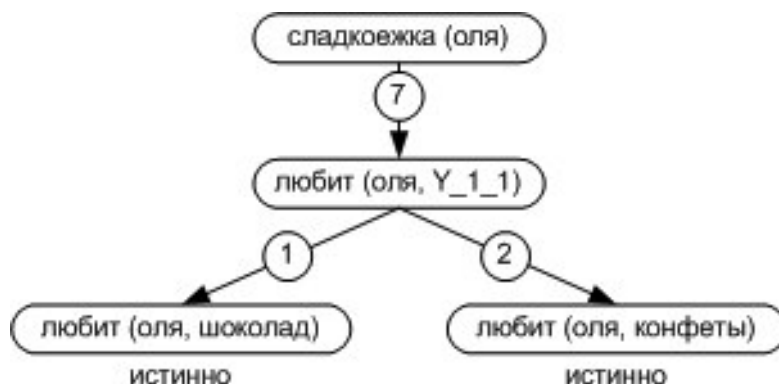 сладкоежка (оля)
7
любит (оля, Y_1_1)
1
2
любит (оля, шоколад)
любит (оля, конфеты)
истинно
истинно